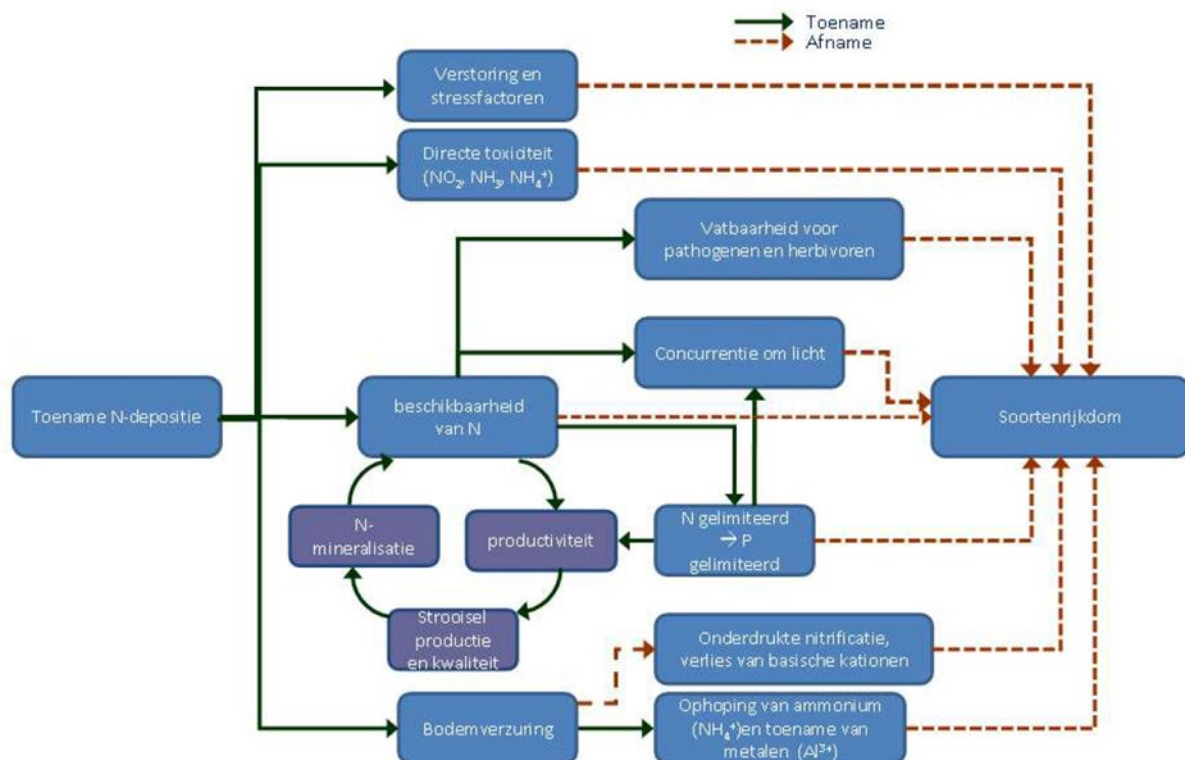 Toename
Afname
Verstoring en
stressfactoren
Directe toxiciteit
(NO₂, NH₃, NH₄⁺)
Vatbaarheid voor
pathogenen en herbivoren
Concurrentie om licht
Toename N-depositie
beschikbaarheid
van N
Soortenrijkdom
N-
mineralisatie
productiviteit
N gelimiteerd
→ P
gelimiteerd
Strooisel
productie
en kwaliteit
Onderdrukte nitrificatie,
verlies van basische kationen
Bodemverzuring
Ophoping van ammonium
(NH₄⁺)en toename van
metalen (Al³⁺)